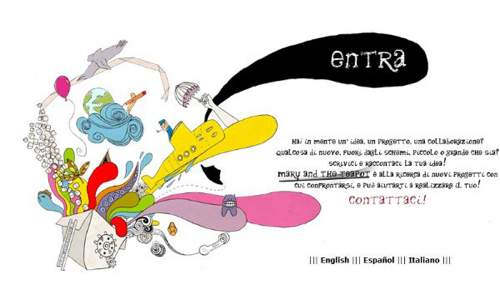 entra
Hai in mente un' idea, un progetto, una collaborazione?
Qualcosa di nuovo, fuori dagli schemi, piccolo o grande che sia?
scrivici e raccontaci la tua idea!
mary and the teapot è alla ricerca di nuovi progetti con
cui confrontarsi, e può aiutarti a realizzare il tuo!
contattaci!
||| English ||| Español ||| Italiano |||